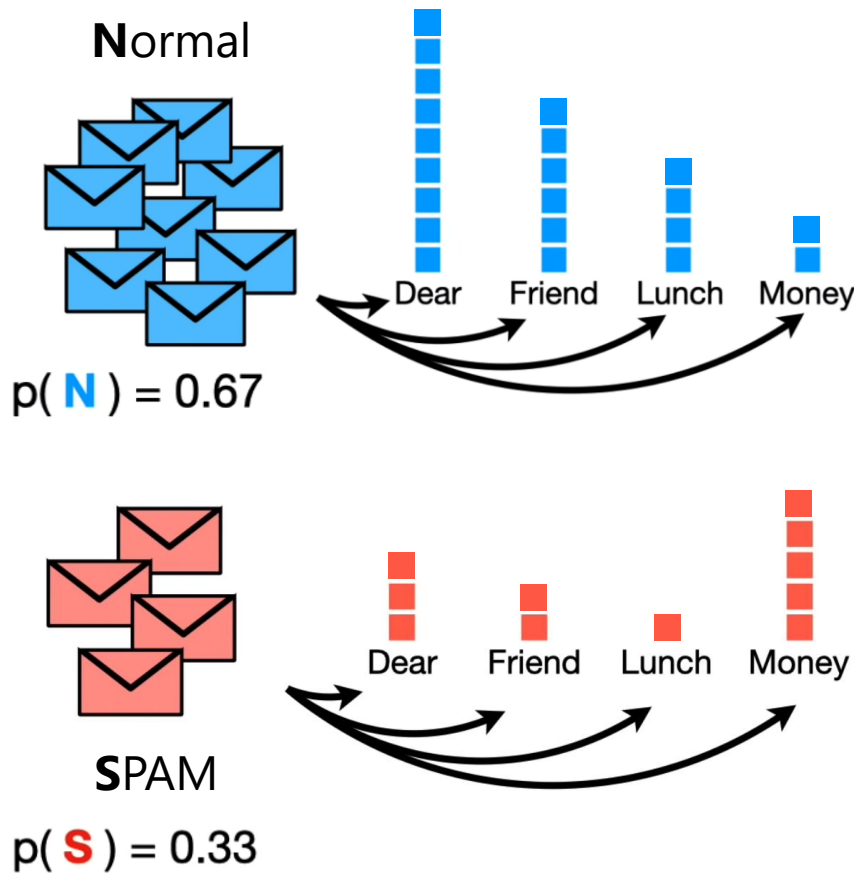 Normal
Dear Friend Lunch Money
p( N ) = 0.67
Dear Friend Lunch Money
SPAM
p( S ) = 0.33